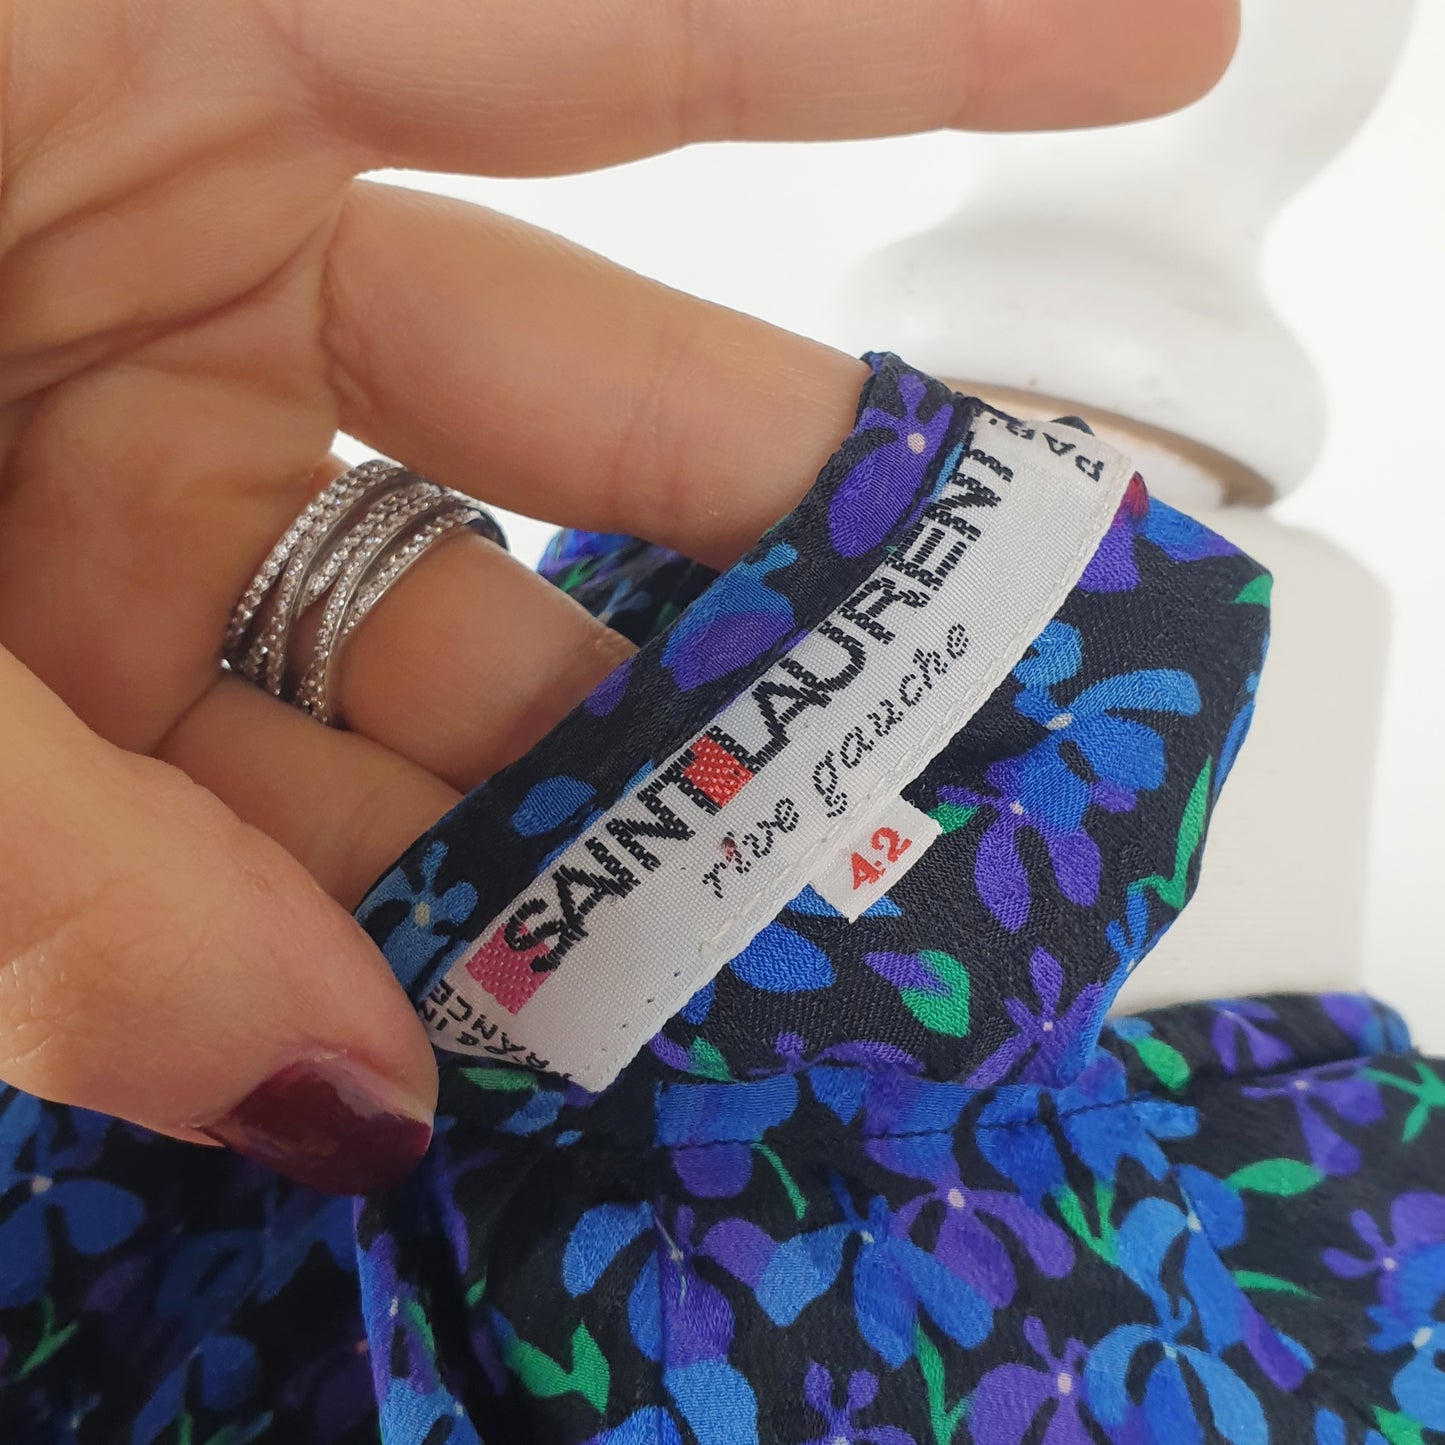 SAINT LAURENT
rive gauche
42